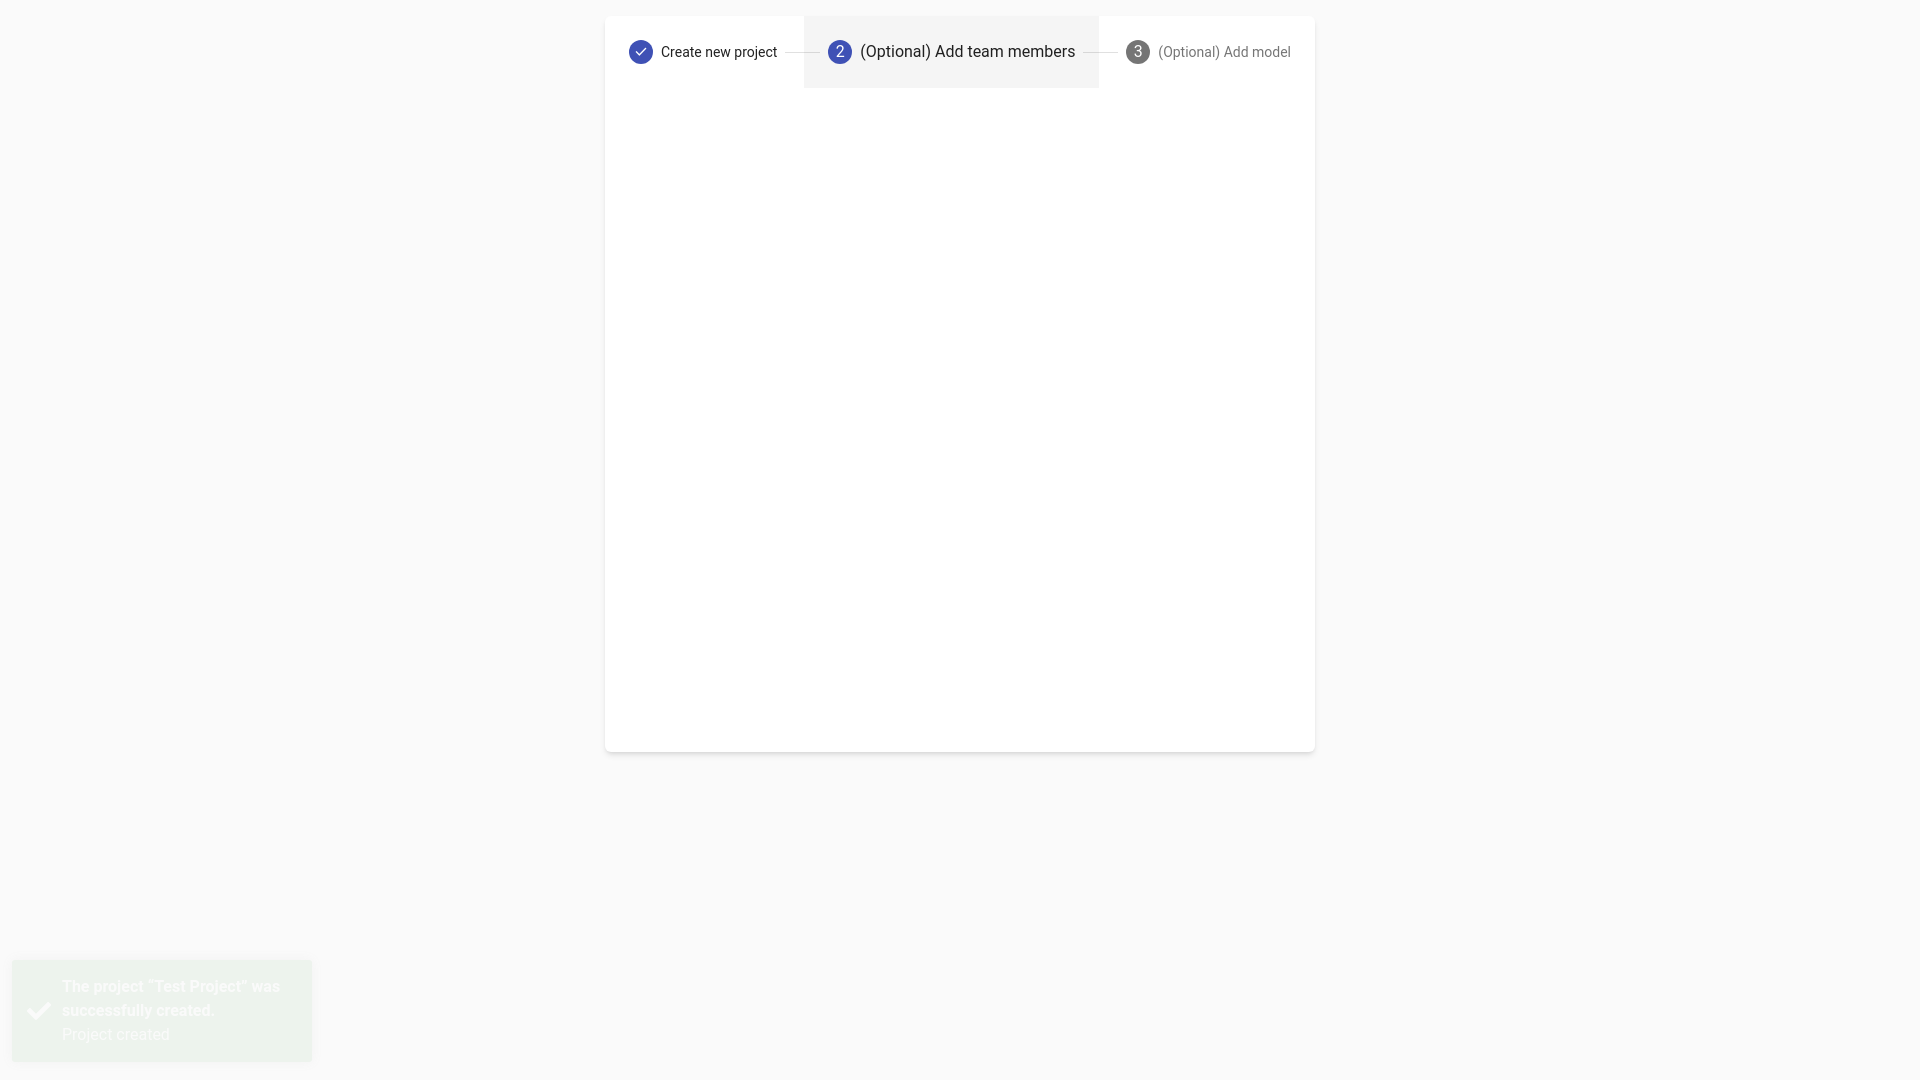 Create new project
2 (Optional) Add team members
3 (Optional) Add model
The project "Test Project" was
successfully created.
Project created